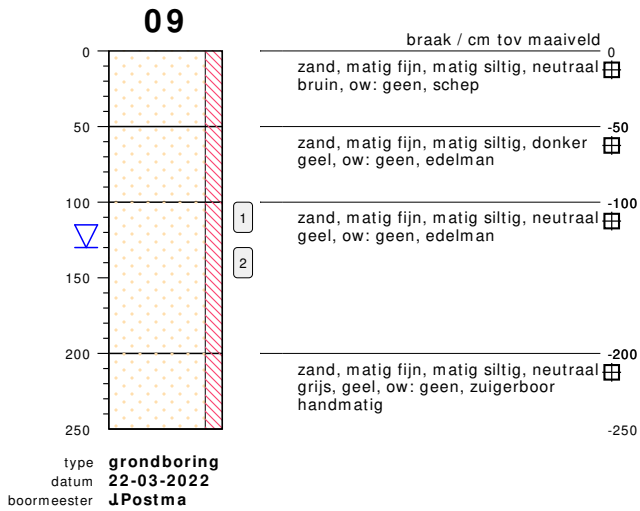 09
braak / cm tov maaiveld
0 0
zand, matig fijn, matig siltig, neutraal
bruin, ow: geen, schep
50 -50
zand, matig fijn, matig siltig, donker
geel, ow: geen, edelman
100 -100
1
zand, matig fijn, matig siltig, neutraal
geel, ow: geen, edelman
2
150
200 -200
zand, matig fijn, matig siltig, neutraal
grijs, geel, ow: geen, zuigerboor
handmatig
250 -250
type grondboring
datum 22-03-2022
boormeester J.Postma